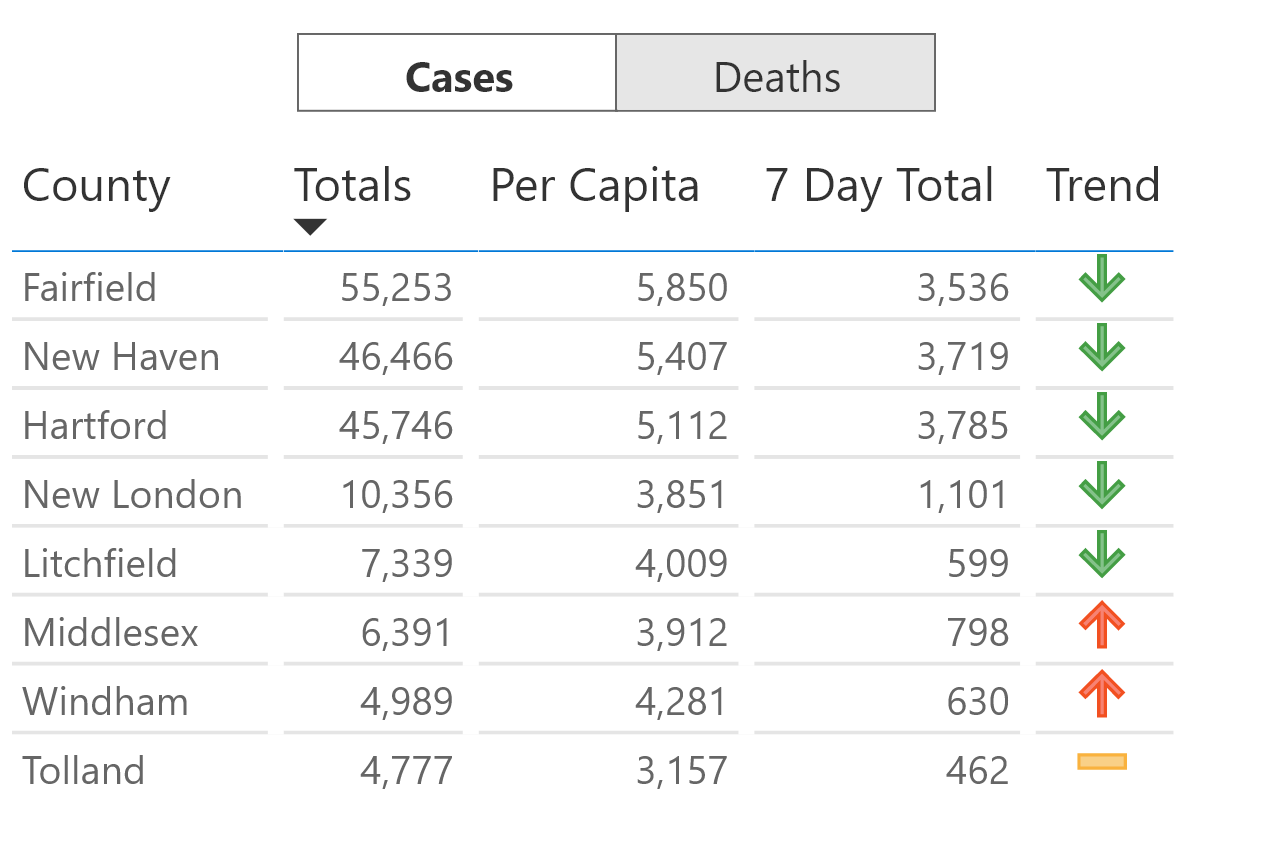 Cases Deaths
County Totals Per Capita 7 Day Total Trend
Fairfield 55,253 5,850 3,536
New Haven 46,466 5,407 3,719
Hartford 45,746 5,112 3,785
New London 10,356 3,851 1,101
Litchfield 7,339 4,009 599
Middlesex 6,391 3,912 798
Windham 4,989 4,281 630
Tolland 4,777 3,157 462